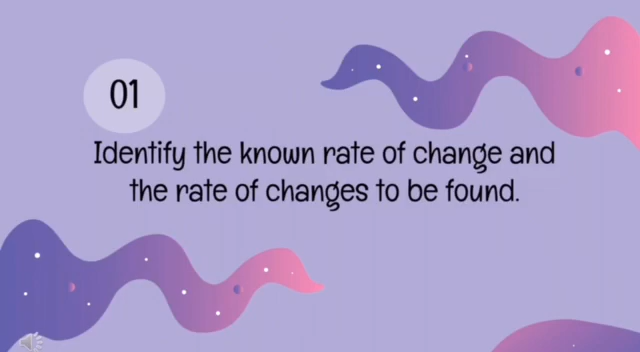 01
Identify the known rate of change and
the rate of changes to be found.